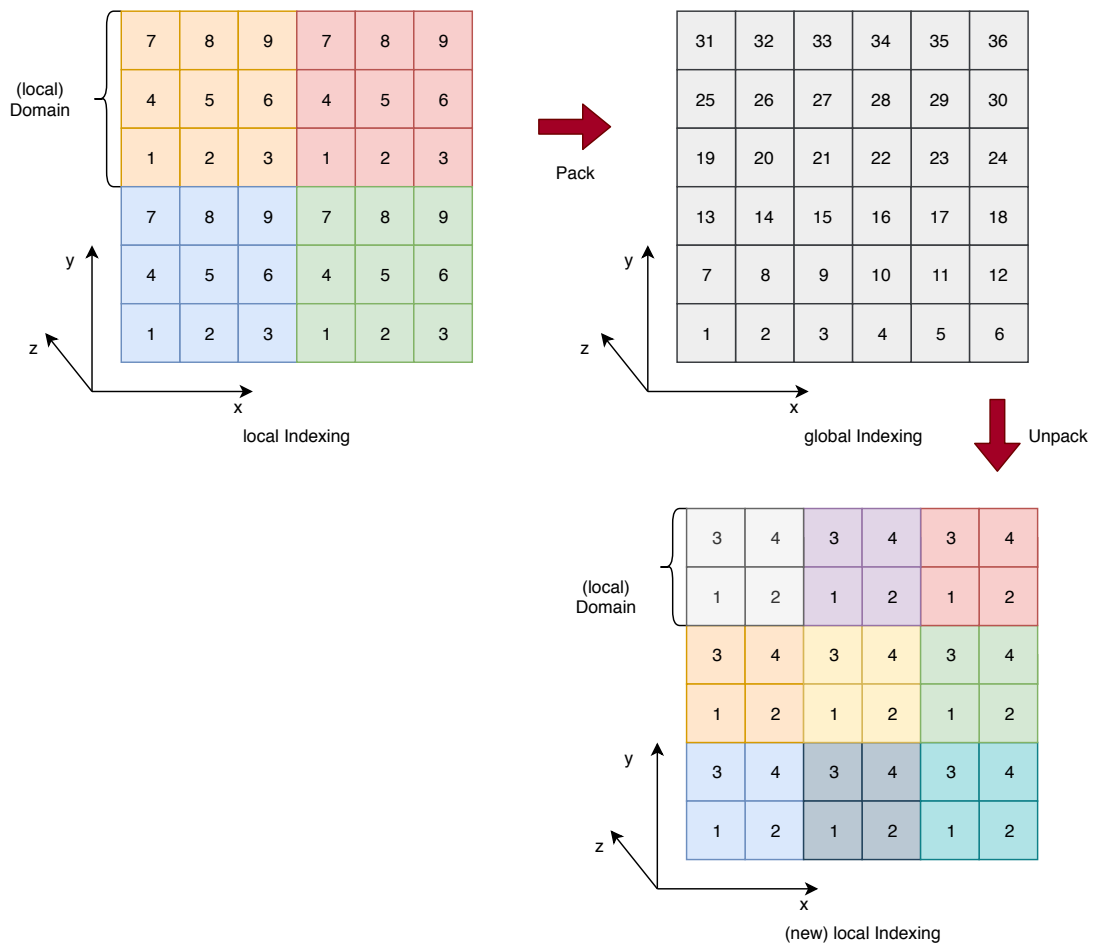 7 8 9 7 8 9
(local)
Domain
4 5 6 4 5 6
1 2 3 1 2 3
7 8 9 7 8 9
y
4 5 6 4 5 6
z
1 2 3 1 2 3
x
local Indexing
Pack
31 32 33 34 35 36
25 26 27 28 29 30
19 20 21 22 23 24
13 14 15 16 17 18
y
7 8 9 10 11 12
z
1 2 3 4 5 6
x
global Indexing
Unpack
3 4 3 4 3 4
(local)
Domain
1 2 1 2 1 2
3 4 3 4 3 4
1 2 1 2 1 2
y
3 4 3 4 3 4
z
1 2 1 2 1 2
x
(new) local Indexing